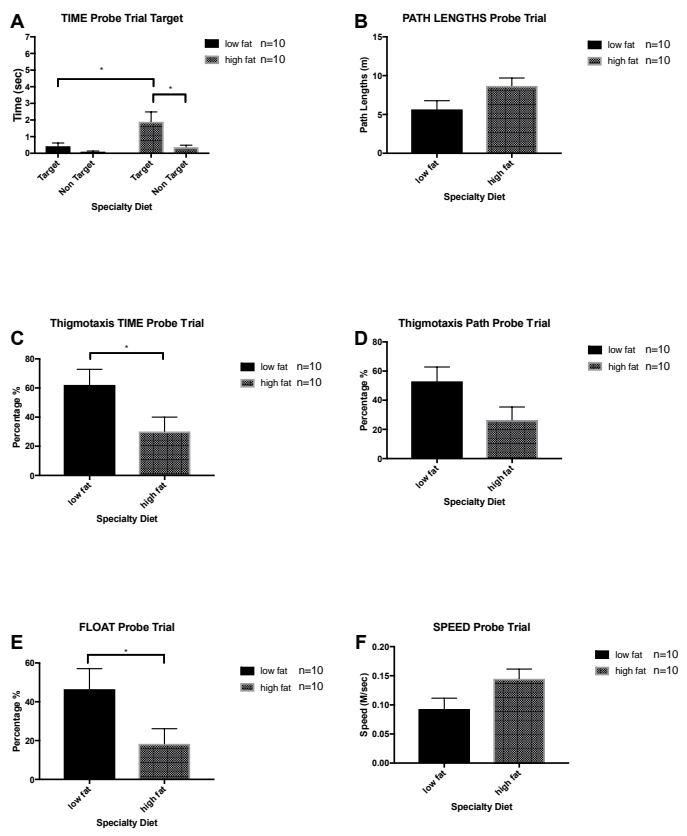 A
TIME Probe Trial Target
7
6
5
4
3
2
1
0
Time (sec)
*
*
Target
Non Target
Target
Non Target
Specialty Diet
low fat n=10
high fat n=10
B
PATH LENGTHS Probe Trial
15
10
5
0
Path Lengths (m)
low fat
high fat
Specialty Diet
low fat n=10
high fat n=10
C
Thigmotaxis TIME Probe Trial
80
60
40
20
0
Percentage %
*
low fat
high fat
Specialty Diet
low fat n=10
high fat n=10
D
Thigmotaxis Path Probe Trial
80
60
40
20
0
Percentage %
low fat
high fat
Specialty Diet
low fat n=10
high fat n=10
E
FLOAT Probe Trial
60
40
20
0
Percentage %
*
low fat
high fat
Specialty Diet
low fat n=10
high fat n=10
F
SPEED Probe Trial
0.20
0.15
0.10
0.05
0.00
Speed (M/sec)
low fat
high fat
Specialty Diet
low fat n=10
high fat n=10